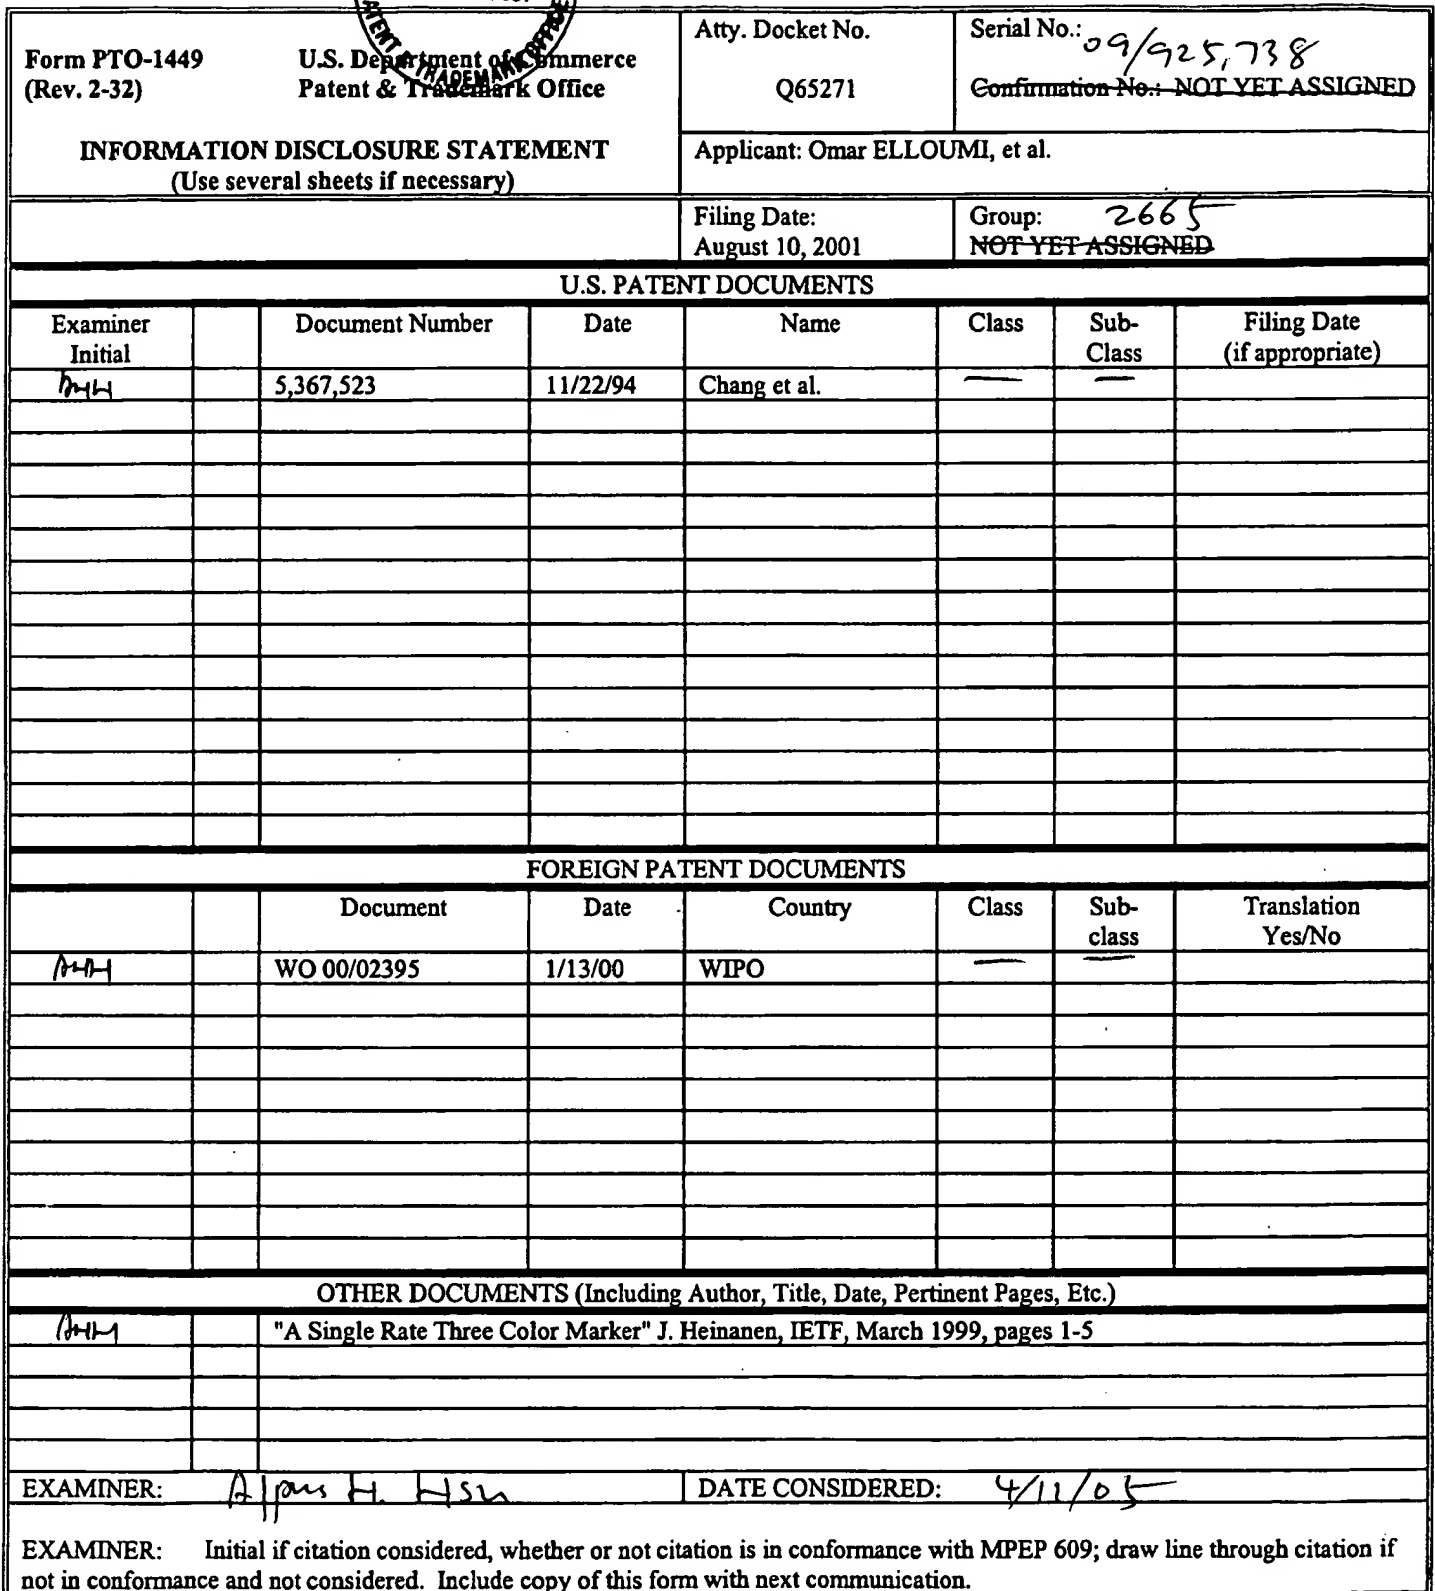 PATENT & TRADEMARK OFFICE
Form PTO-1449
(Rev. 2-32)
U.S. Department of Commerce
Patent & Trademark Office
INFORMATION DISCLOSURE STATEMENT
(Use several sheets if necessary)
Atty. Docket No.
Q65271
Serial No.: 09/925,738
Confirmation No.: NOT YET ASSIGNED
Applicant: Omar ELLOUMI, et al.
Filing Date:
August 10, 2001
Group: 2665
NOT YET ASSIGNED
U.S. PATENT DOCUMENTS
Examiner
Initial
Document Number
Date
Name
Class
Sub-
Class
Filing Date
(if appropriate)
AHH 5,367,523 11/22/94 Chang et al.
FOREIGN PATENT DOCUMENTS
Document
Date
Country
Class
Sub-
class
Translation
Yes/No
AHH WO 00/02395 1/13/00 WIPO
OTHER DOCUMENTS (Including Author, Title, Date, Pertinent Pages, Etc.)
AHH "A Single Rate Three Color Marker" J. Heinanen, IETF, March 1999, pages 1-5
EXAMINER: Alpus H. Hsu DATE CONSIDERED: 4/11/05
EXAMINER: Initial if citation considered, whether or not citation is in conformance with MPEP 609; draw line through citation if
not in conformance and not considered. Include copy of this form with next communication.